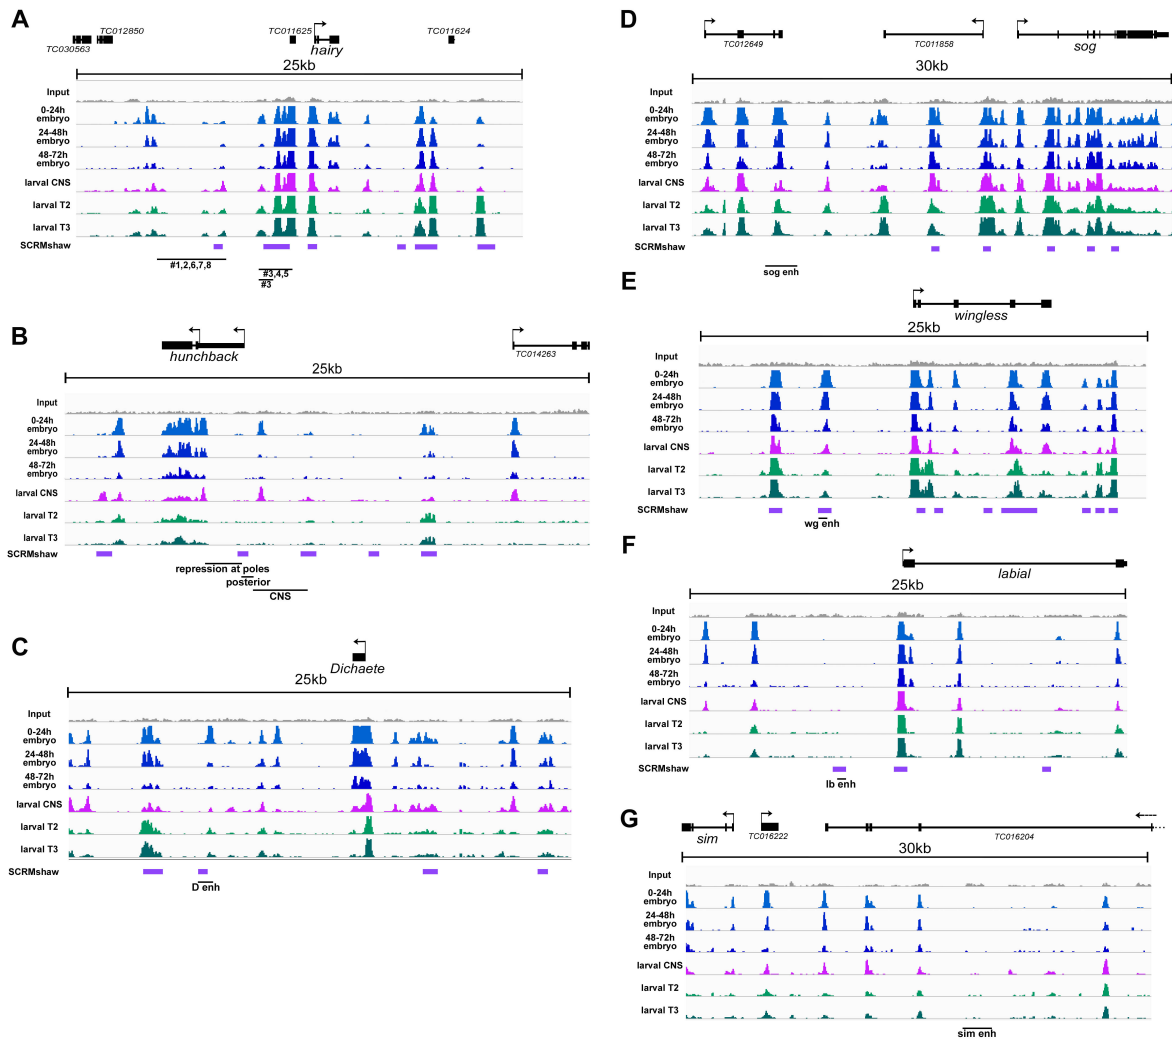 A
TC030563
TC012850
TC011625
hairy
TC011624
25kb
Input
0-24h
embryo
24-48h
embryo
48-72h
embryo
larval CNS
larval T2
larval T3
SCRMshaw
#1,2,6,7,8
#3,4,5
#3
B
hunchback
TC014263
25kb
Input
0-24h
embryo
24-48h
embryo
48-72h
embryo
larval CNS
larval T2
larval T3
SCRMshaw
repression at poles
posterior
CNS
C
Dichaete
25kb
Input
0-24h
embryo
24-48h
embryo
48-72h
embryo
larval CNS
larval T2
larval T3
SCRMshaw
D enh
D
TC012649
TC011858
sog
30kb
Input
0-24h
embryo
24-48h
embryo
48-72h
embryo
larval CNS
larval T2
larval T3
SCRMshaw
sog enh
E
wingless
25kb
Input
0-24h
embryo
24-48h
embryo
48-72h
embryo
larval CNS
larval T2
larval T3
SCRMshaw
wg enh
F
labial
25kb
Input
0-24h
embryo
24-48h
embryo
48-72h
embryo
larval CNS
larval T2
larval T3
SCRMshaw
lb enh
G
sim
TC016222
TC016204
30kb
Input
0-24h
embryo
24-48h
embryo
48-72h
embryo
larval CNS
larval T2
larval T3
sim enh